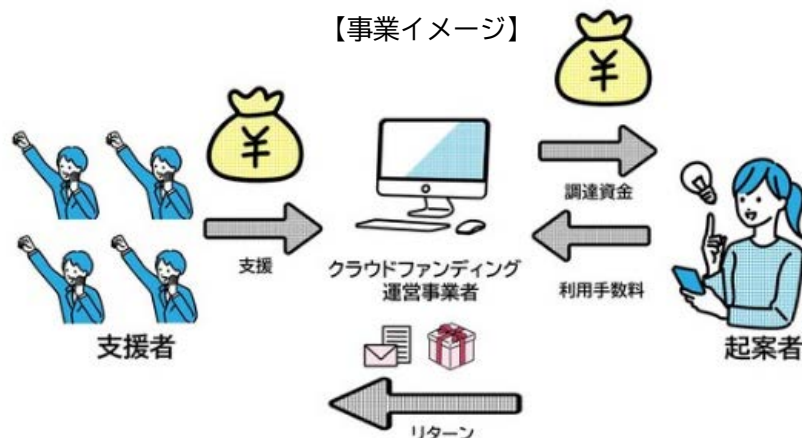 【事業イメージ】
¥
¥
調達資金
支援
クラウドファンディング
運営事業者
利用手数料
支援者
起案者
リターン